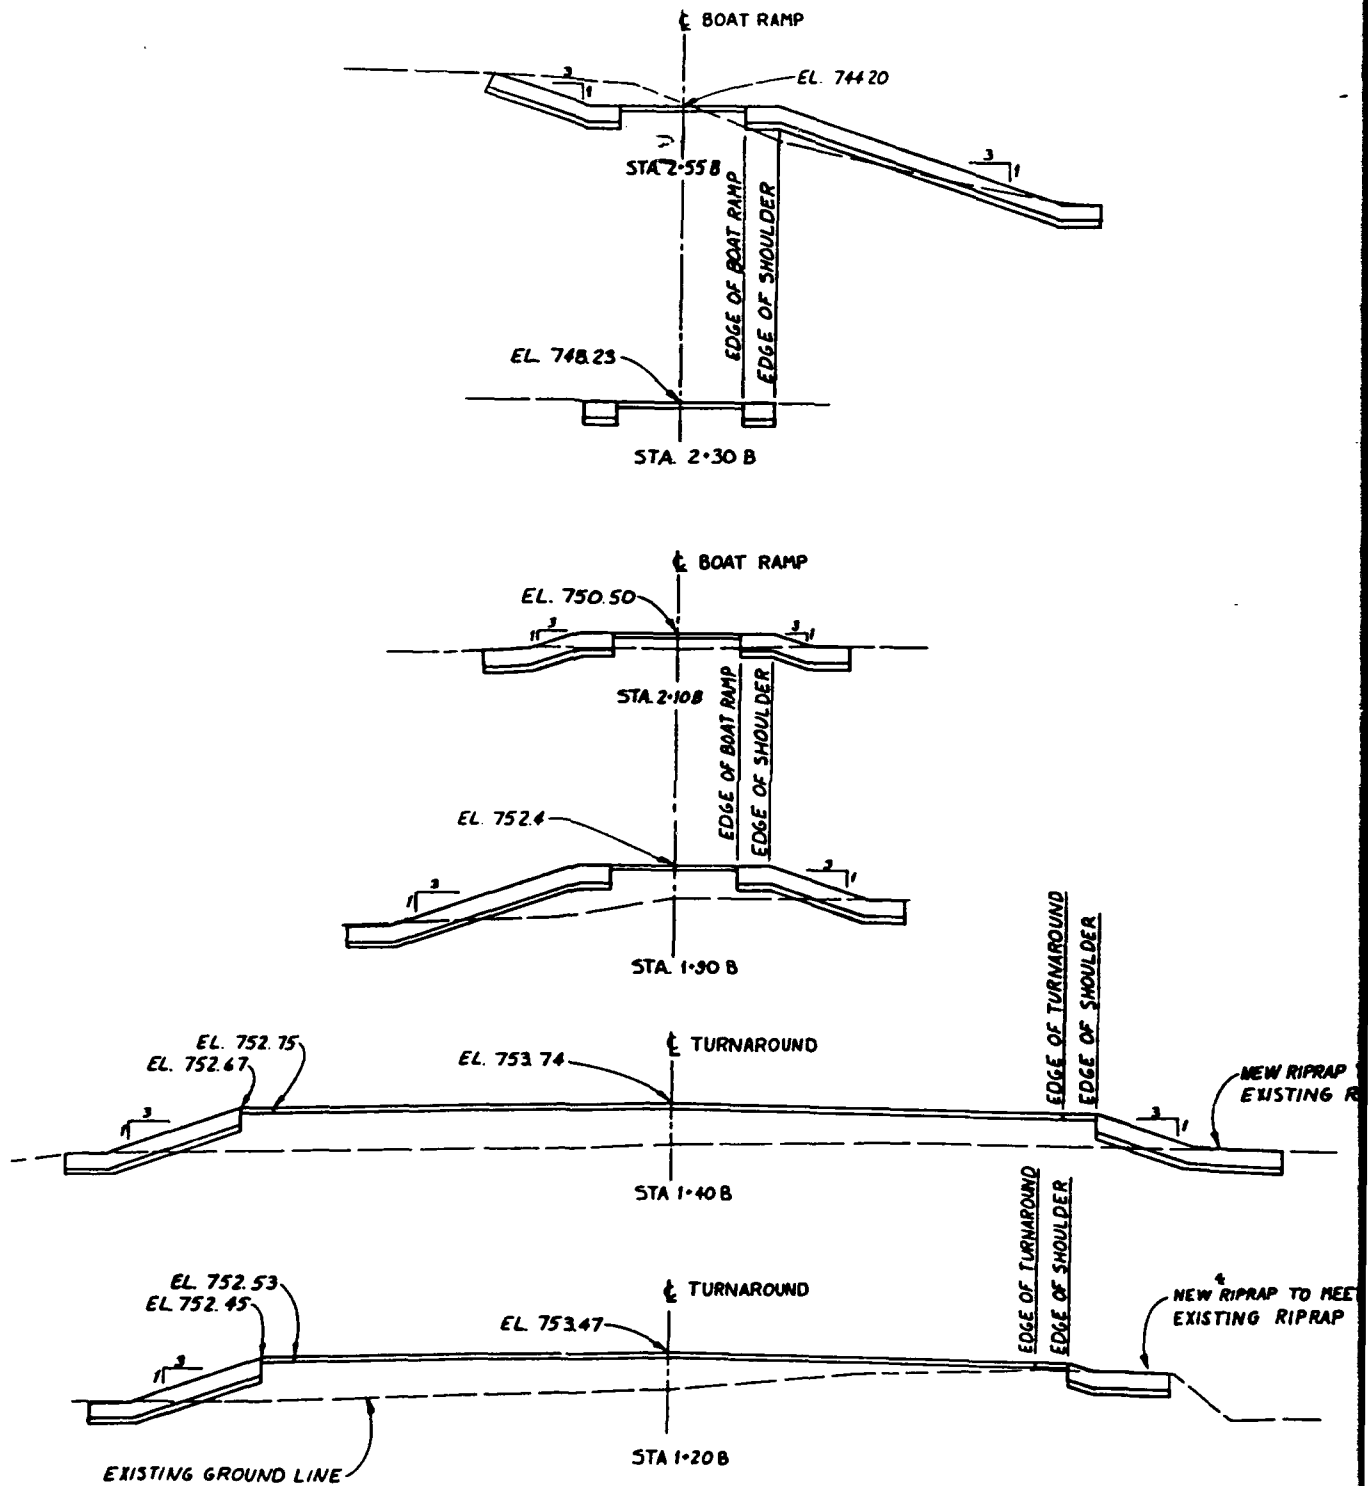 ℄ BOAT RAMP
EL. 744.20
3
1
STA. 2+55 B
3
1
EDGE OF BOAT RAMP
EDGE OF SHOULDER
EL. 748.23
STA. 2+30 B
℄ BOAT RAMP
EL. 750.50
3
1
3
1
STA. 2+10 B
EDGE OF BOAT RAMP
EDGE OF SHOULDER
EL. 752.4
3
1
3
1
STA. 1+90 B
EDGE OF TURNAROUND
EDGE OF SHOULDER
EL. 752.75
EL. 752.67
EL. 753.74
℄ TURNAROUND
NEW RIPRAP
EXISTING R
3
1
3
1
STA 1+40 B
EDGE OF TURNAROUND
EDGE OF SHOULDER
EL. 752.53
EL. 752.45
EL. 753.47
℄ TURNAROUND
NEW RIPRAP TO MEET
EXISTING RIPRAP
3
1
STA 1+20 B
EXISTING GROUND LINE